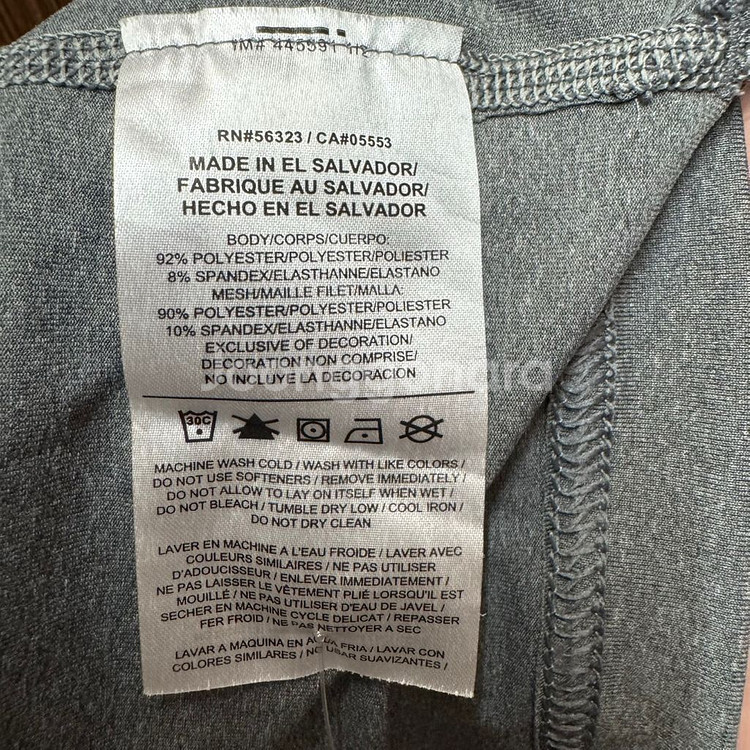 RN#56323 / CA#05553
MADE IN EL SALVADOR/
FABRIQUE AU SALVADOR/
HECHO EN EL SALVADOR
BODY/CORPS/CUERPO:
92% POLYESTER/POLYESTER/POLIESTER
8% SPANDEX/ELASTHANNE/ELASTANO
MESH/MAILLE FILET/MALLA:
90% POLYESTER/POLYESTER/POLIESTER
10% SPANDEX/ELASTHANNE/ELASTANO
EXCLUSIVE OF DECORATION/
DECORATION NON COMPRISE/
NO INCLUYE LA DECORACION
30C
MACHINE WASH COLD / WASH WITH LIKE COLORS /
DO NOT USE SOFTENERS / REMOVE IMMEDIATELY /
DO NOT ALLOW TO LAY ON ITSELF WHEN WET /
DO NOT BLEACH / TUMBLE DRY LOW / COOL IRON /
DO NOT DRY CLEAN
LAVER EN MACHINE A L'EAU FROIDE / LAVER AVEC
COULEURS SIMILAIRES / NE PAS UTILISER
D'ADOUCISSEUR / ENLEVER IMMEDIATEMENT /
NE PAS LAISSER LE VÊTEMENT PLIÉ LORSQU'IL EST
MOUILLÉ / NE PAS UTILISER D'EAU DE JAVEL /
SECHER EN MACHINE CYCLE DELICAT / REPASSER
FER FROID / NE PAS NETTOYER A SEC
LAVAR A MAQUINA EN AGUA FRIA / LAVAR CON
COLORES SIMILARES / NO USAR SUAVIZANTES /